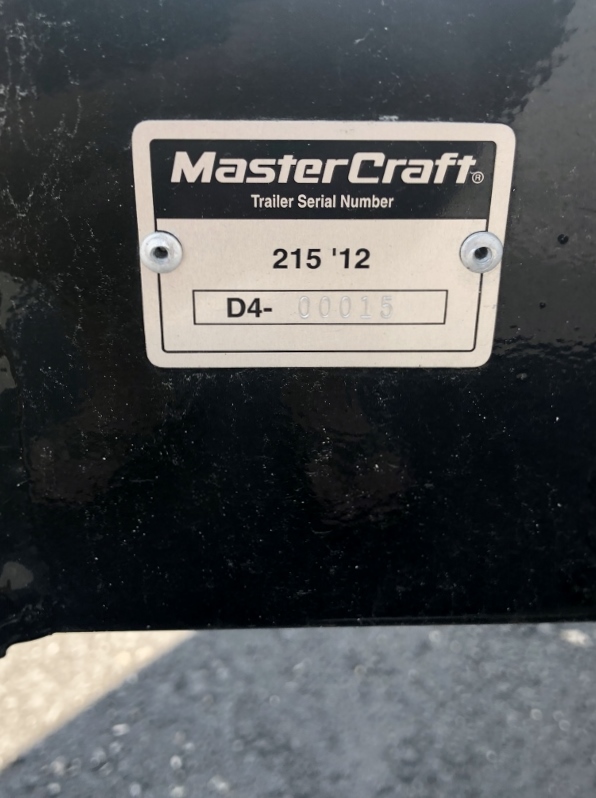 MasterCraft®
Trailer Serial Number
215 '12
D4- 00015